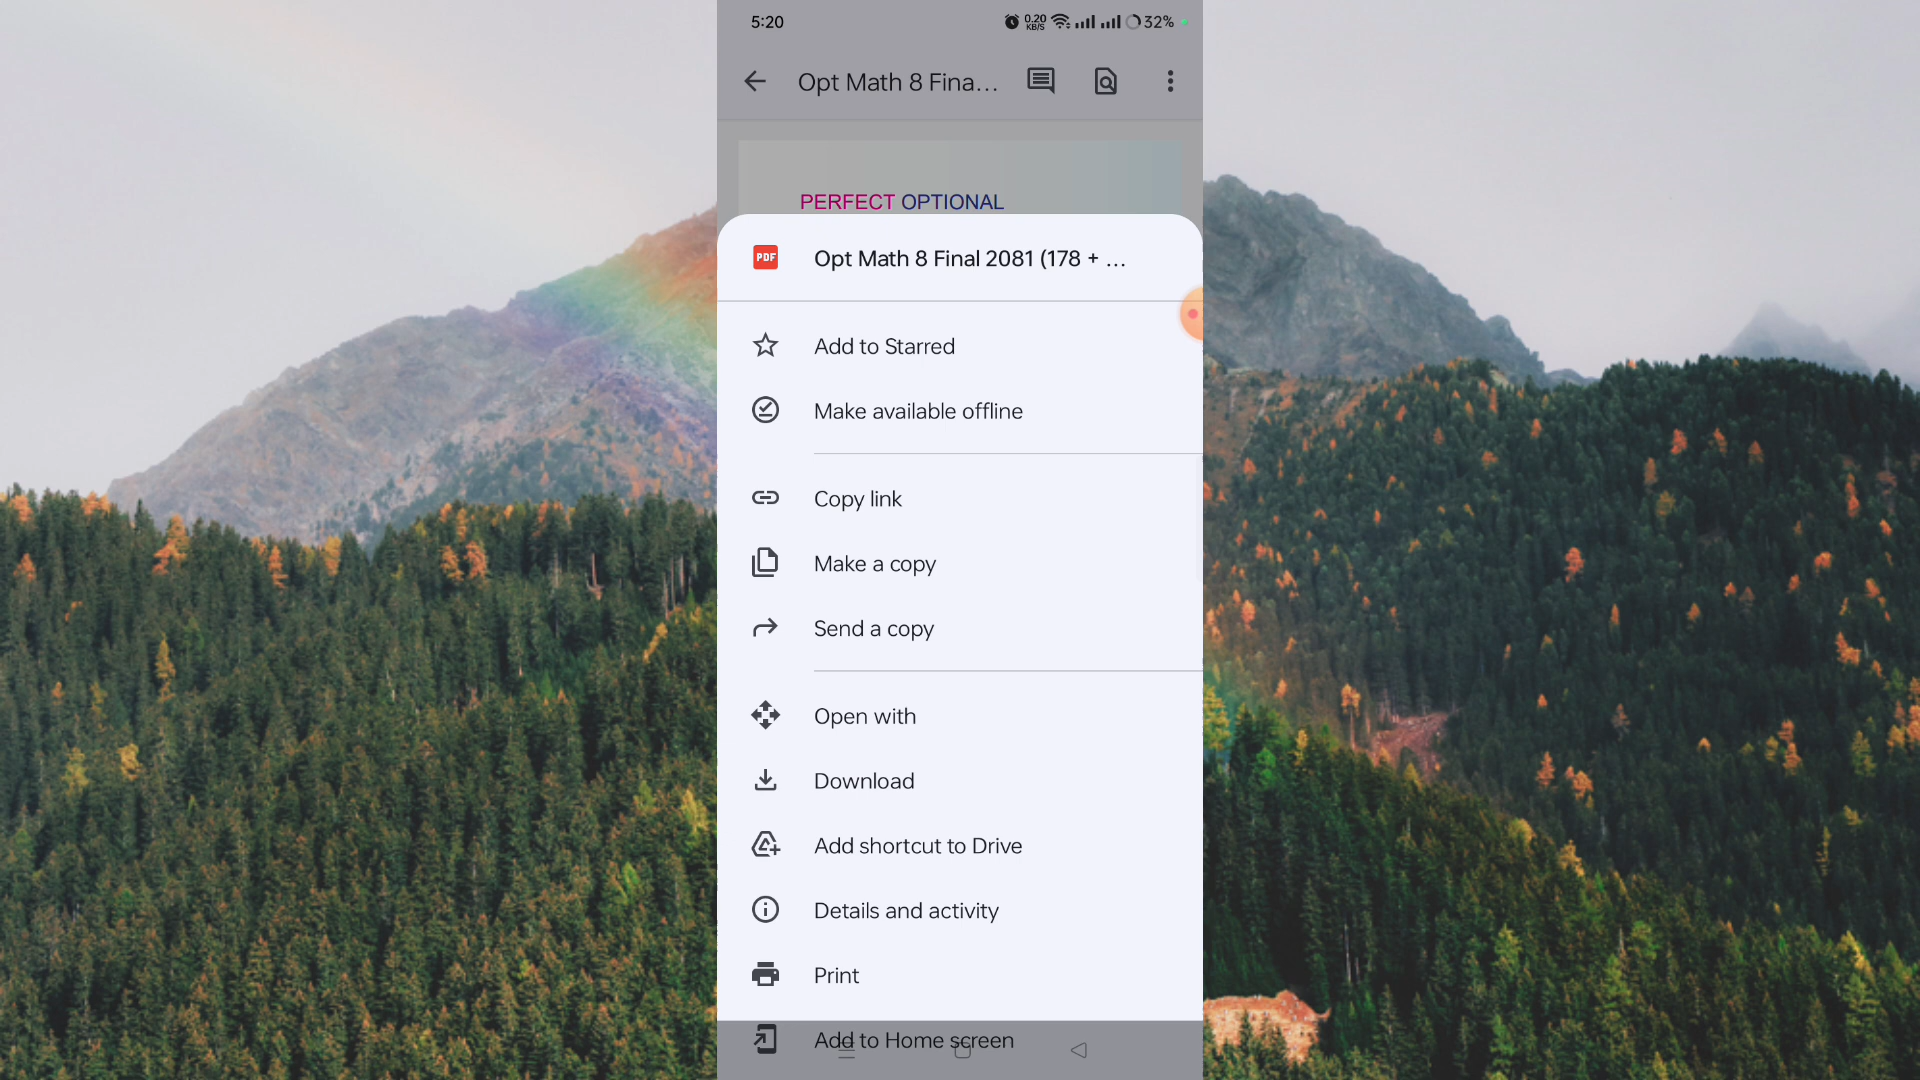 5:20
0.20 KB/S 32%
Opt Math 8 Fina...
PERFECT OPTIONAL
PDF Opt Math 8 Final 2081 (178 + ...
Add to Starred
Make available offline
Copy link
Make a copy
Send a copy
Open with
Download
Add shortcut to Drive
Details and activity
Print
Add to Home screen